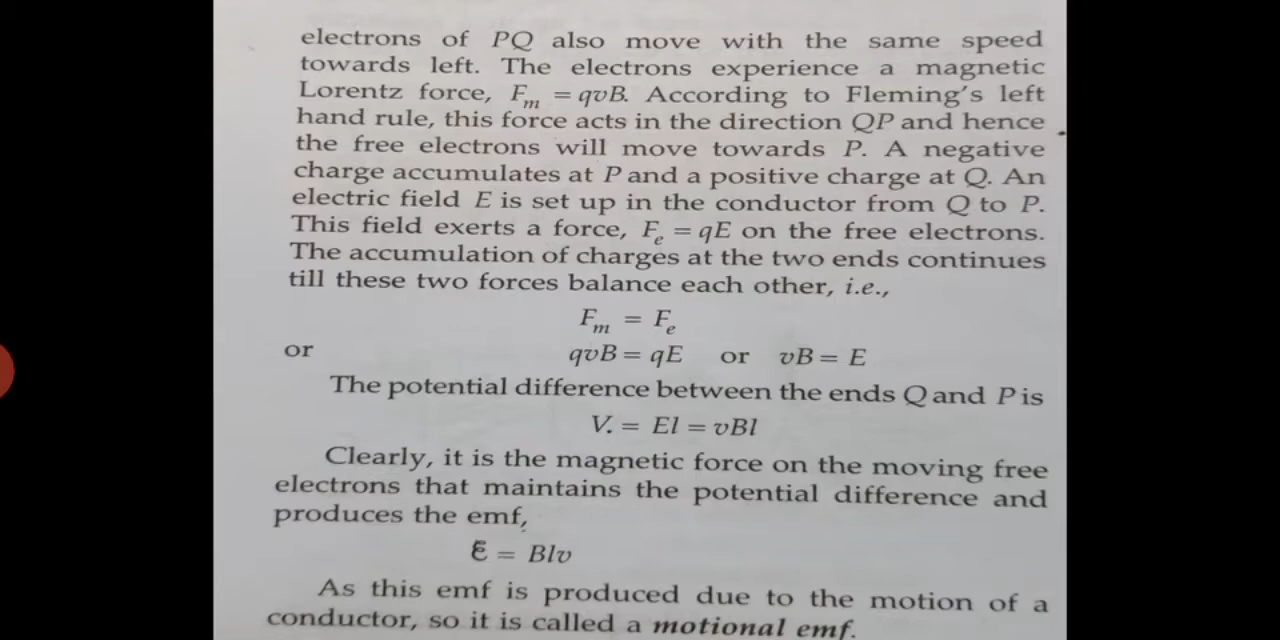 electrons of PQ also move with the same speed
towards left. The electrons experience a magnetic
Lorentz force, Fm = qvB. According to Fleming's left
hand rule, this force acts in the direction QP and hence
the free electrons will move towards P. A negative
charge accumulates at P and a positive charge at Q. An
electric field E is set up in the conductor from Q to P.
This field exerts a force, Fe = qE on the free electrons.
The accumulation of charges at the two ends continues
till these two forces balance each other, i.e.,
Fm = Fe
or qvB = qE or vB = E
The potential difference between the ends Q and P is
V. = El = vBl
Clearly, it is the magnetic force on the moving free
electrons that maintains the potential difference and
produces the emf,
Ɛ = Blv
As this emf is produced due to the motion of a
conductor, so it is called a motional emf.